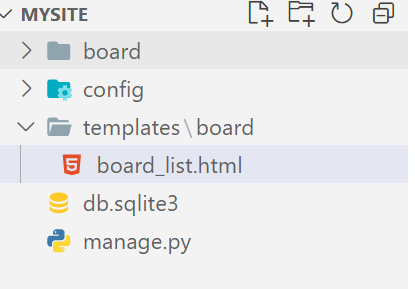 MYSITE
board
config
templates\board
board_list.html
db.sqlite3
manage.py